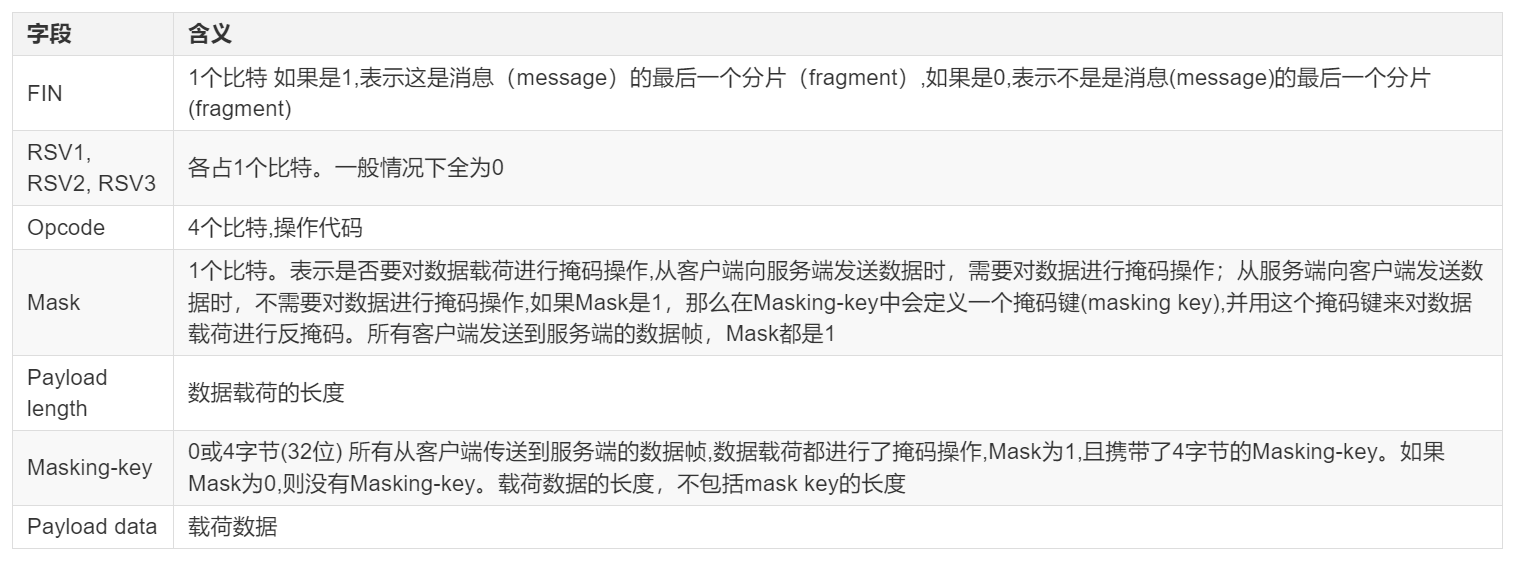 字段
含义
FIN
1个比特 如果是1,表示这是消息（message）的最后一个分片（fragment）,如果是0,表示不是是消息(message)的最后一个分片
(fragment)
RSV1,
RSV2, RSV3
各占1个比特。一般情况下全为0
Opcode
4个比特,操作代码
Mask
1个比特。表示是否要对数据载荷进行掩码操作,从客户端向服务端发送数据时，需要对数据进行掩码操作；从服务端向客户端发送数
据时，不需要对数据进行掩码操作,如果Mask是1，那么在Masking-key中会定义一个掩码键(masking key),并用这个掩码键来对数据
载荷进行反掩码。所有客户端发送到服务端的数据帧，Mask都是1
Payload
length
数据载荷的长度
Masking-key
0或4字节(32位) 所有从客户端传送到服务端的数据帧,数据载荷都进行了掩码操作,Mask为1,且携带了4字节的Masking-key。如果
Mask为0,则没有Masking-key。载荷数据的长度，不包括mask key的长度
Payload data
载荷数据